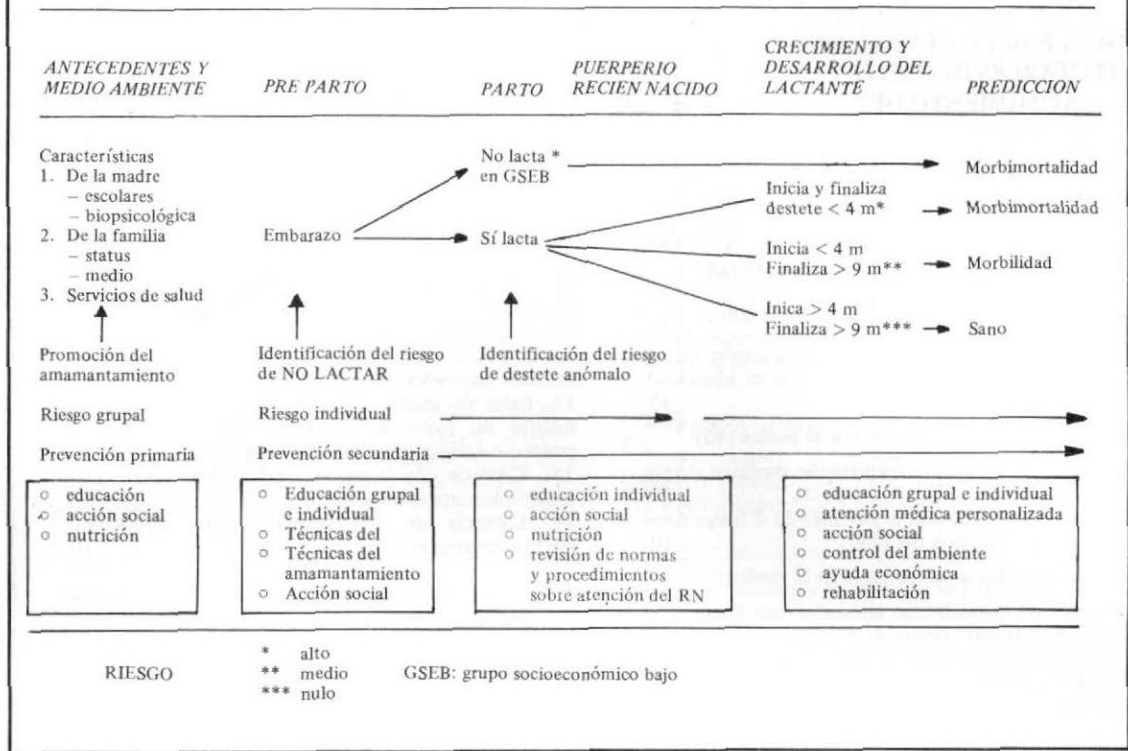 ANTECEDENTES Y
MEDIO AMBIENTE
PRE PARTO
PARTO
PUERPERIO
RECIEN NACIDO
CRECIMIENTO Y
DESARROLLO DEL
LACTANTE
PREDICCION
Características
1. De la madre
– escolares
– biopsicológica
2. De la familia
– status
– medio
3. Servicios de salud
Embarazo
No lacta *
en GSEB
Sí lacta
Inicia y finaliza
destete < 4 m*
Inicia < 4 m
Finaliza > 9 m**
Inica > 4 m
Finaliza > 9 m***
Morbimortalidad
Morbimortalidad
Morbilidad
Sano
Promoción del
amamantamiento
Identificación del riesgo
de NO LACTAR
Identificación del riesgo
de destete anómalo
Riesgo grupal
Riesgo individual
Prevención primaria
Prevención secundaria
○ educación
○ acción social
○ nutrición
○ Educación grupal
e individual
○ Técnicas del
○ Técnicas del
amamantamiento
○ Acción social
○ educación individual
○ acción social
○ nutrición
○ revisión de normas
y procedimientos
sobre atención del RN
○ educación grupal e individual
○ atención médica personalizada
○ acción social
○ control del ambiente
○ ayuda económica
○ rehabilitación
RIESGO
* alto
** medio
*** nulo
GSEB: grupo socioeconómico bajo